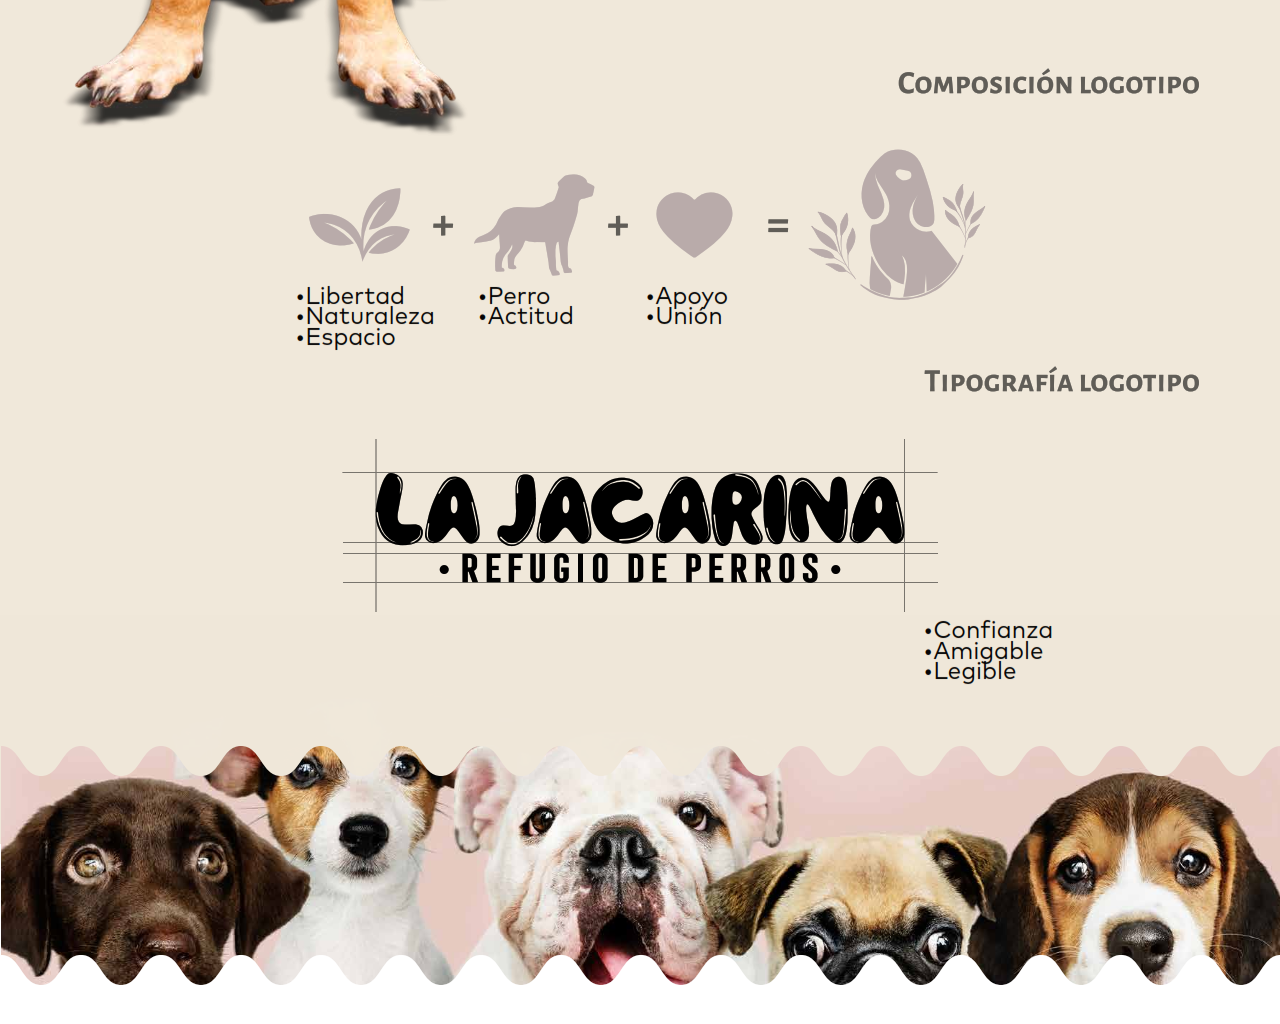 Composición logotipo
+ + =
•Libertad
•Naturaleza
•Espacio
•Perro
•Actitud
•Apoyo
•Unión
Tipografía logotipo
LA JACARINA
•REFUGIO DE PERROS•
•Confianza
•Amigable
•Legible